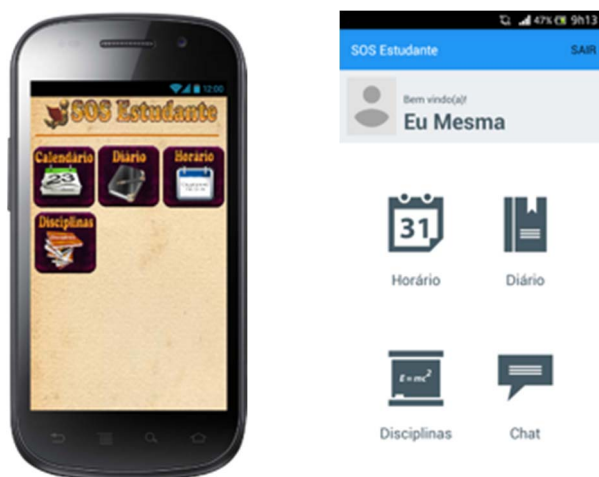 12:00
SOS Estudante
Calendário Diário Horário
23
Disciplinas
47% 9h13
SOS Estudante SAIR
Bem vindo(a)!
Eu Mesma
31
Horário Diário
E=mc²
Disciplinas Chat